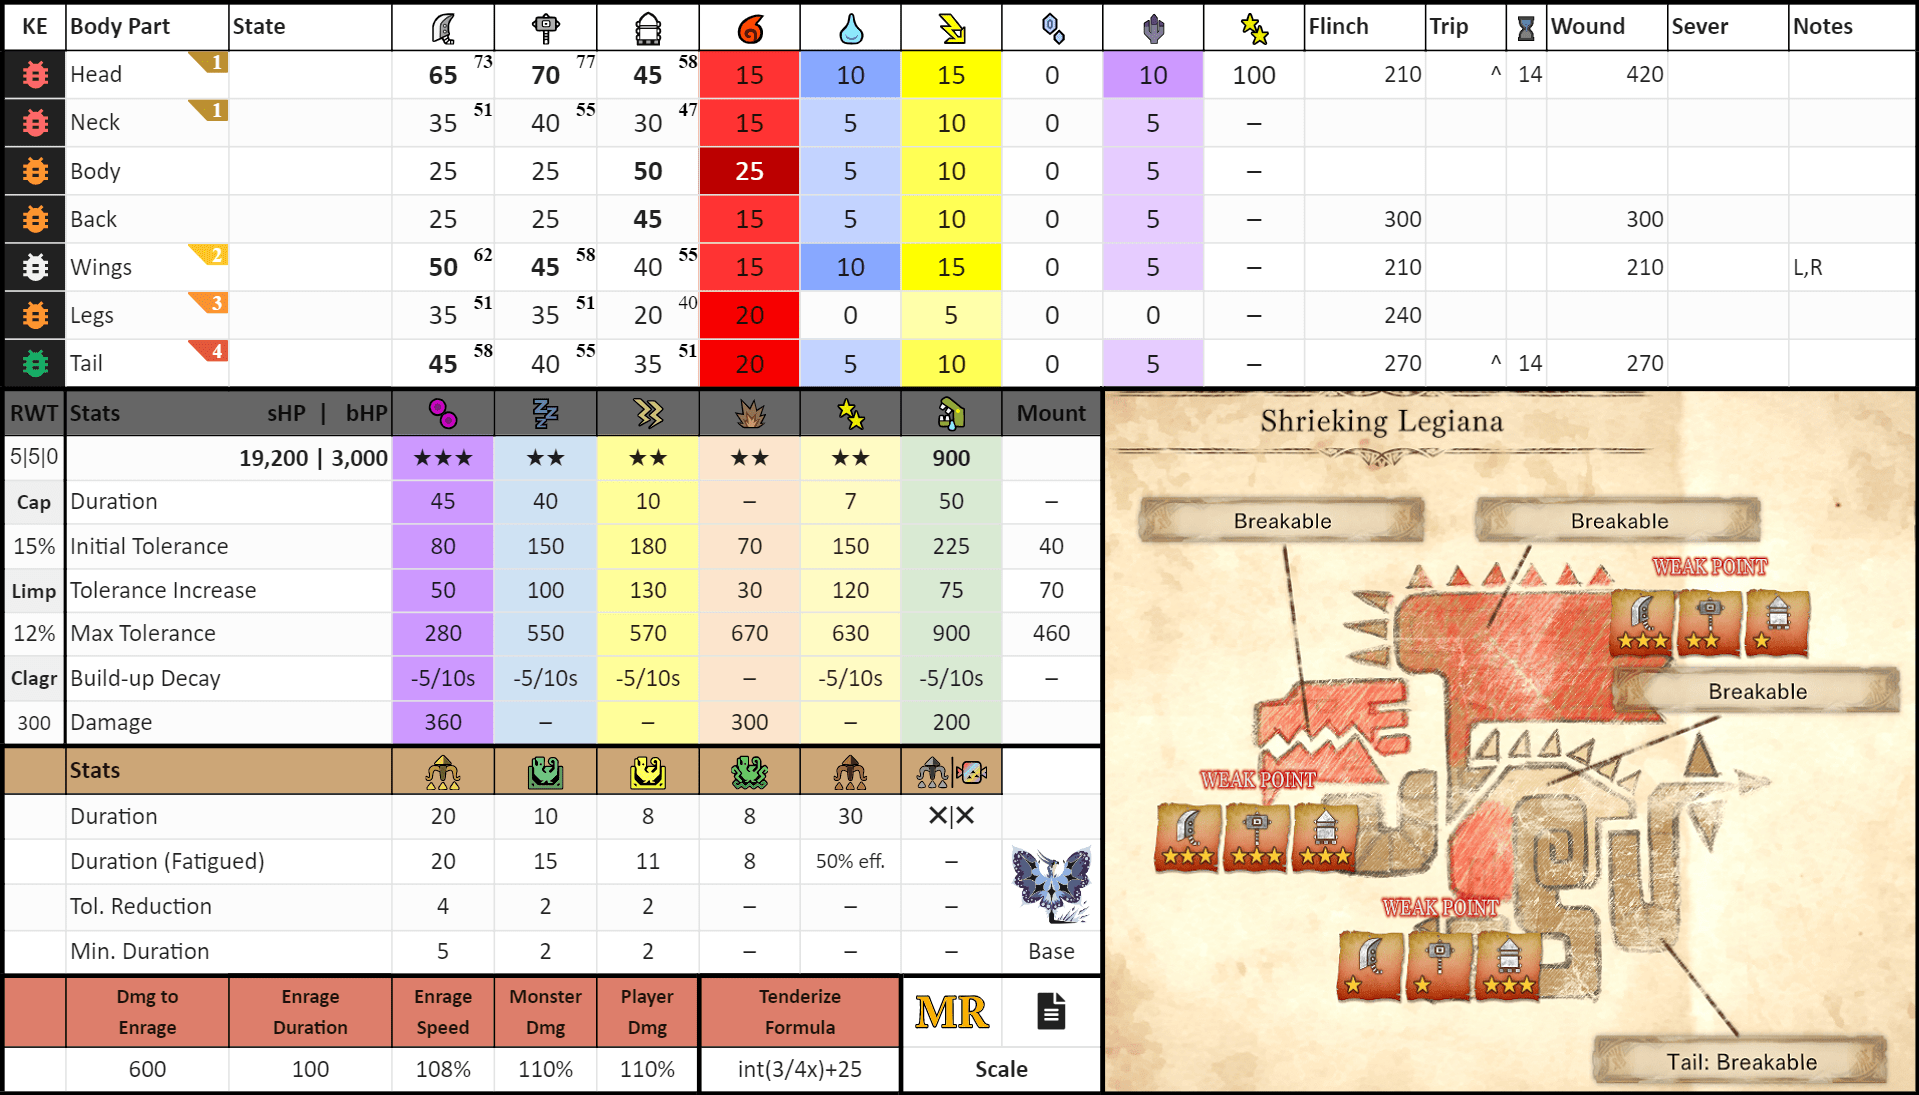 KE Body Part State Flinch Trip Wound Sever Notes
Head 1 65 73 70 77 45 58 15 10 15 0 10 100 210 ^ 14 420
Neck 1 35 51 40 55 30 47 15 5 10 0 5 –
Body 25 25 50 25 5 10 0 5 –
Back 25 25 45 15 5 10 0 5 – 300 300
Wings 2 50 62 45 58 40 55 15 10 15 0 5 – 210 210 L,R
Legs 3 35 51 35 51 20 40 20 0 5 0 0 – 240
Tail 4 45 58 40 55 35 51 20 5 10 0 5 – 270 ^ 14 270
RWT Stats sHP | bHP Mount
5|5|0 19,200 | 3,000 ★★★ ★★ ★★ ★★ ★★ 900
Cap Duration 45 40 10 – 7 50 –
15% Initial Tolerance 80 150 180 70 150 225 40
Limp Tolerance Increase 50 100 130 30 120 75 70
12% Max Tolerance 280 550 570 670 630 900 460
Clagr Build-up Decay -5/10s -5/10s -5/10s – -5/10s -5/10s –
300 Damage 360 – – 300 – 200
Stats
Duration 20 10 8 8 30 ✕|✕
Duration (Fatigued) 20 15 11 8 50% eff. –
Tol. Reduction 4 2 2 – – –
Min. Duration 5 2 2 – – – Base
Dmg to Enrage Enrage Duration Enrage Speed Monster Dmg Player Dmg Tenderize Formula MR
600 100 108% 110% 110% int(3/4x)+25 Scale
Shrieking Legiana
Breakable Breakable
WEAK POINT
★★★ ★★ ★
Breakable
WEAK POINT
★★★ ★★★ ★★★
WEAK POINT
★ ★ ★★★
Tail: Breakable